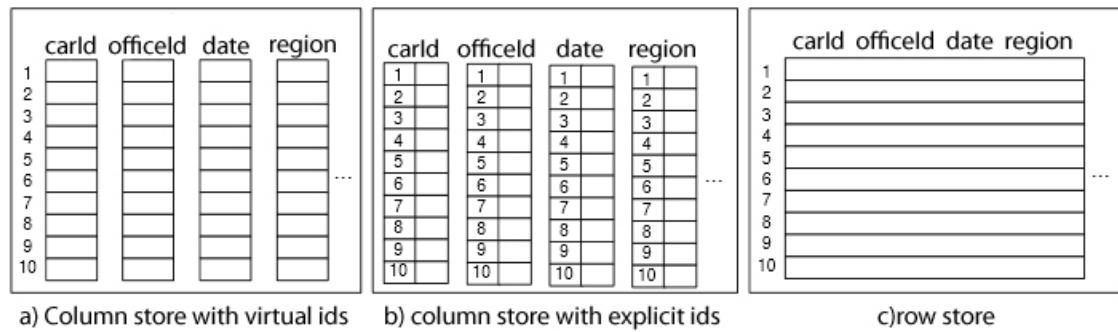 carId officeId date region
1
2
3
4
5
6
7
8
9
10
...
a) Column store with virtual ids
carId officeId date region
1 1 1 1
2 2 2 2
3 3 3 3
4 4 4 4
5 5 5 5
6 6 6 6
7 7 7 7
8 8 8 8
9 9 9 9
10 10 10 10
...
b) column store with explicit ids
carId officeId date region
1
2
3
4
5
6
7
8
9
10
...
c)row store